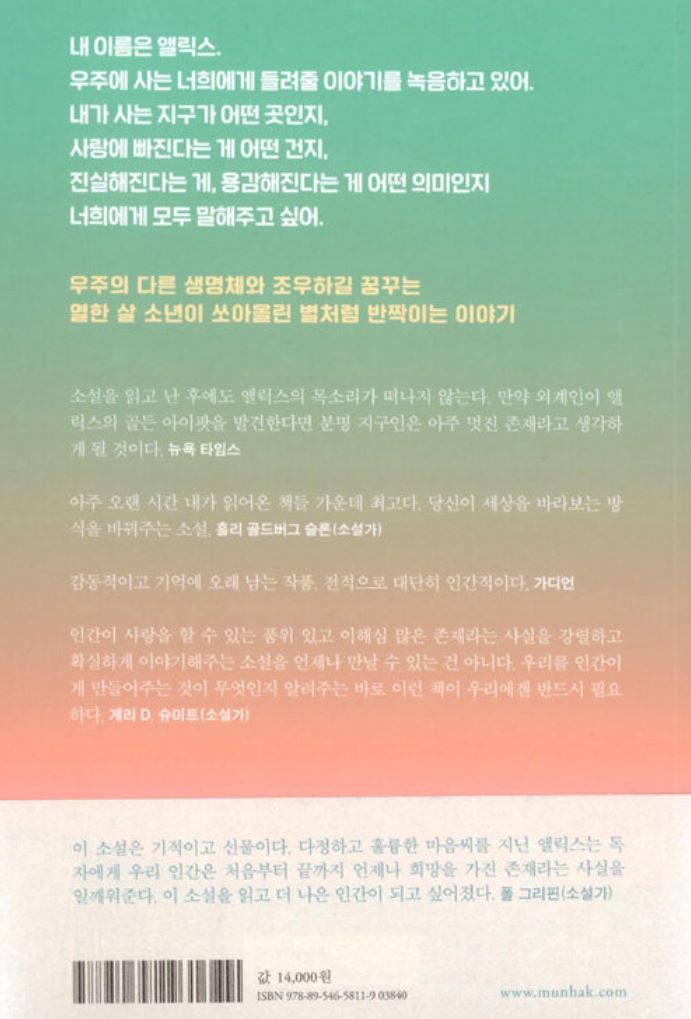 내 이름은 앨릭스.
우주에 사는 너희에게 들려줄 이야기를 녹음하고 있어.
내가 사는 지구가 어떤 곳인지,
사랑에 빠진다는 게 어떤 건지,
진실해진다는 게, 용감해진다는 게 어떤 의미인지
너희에게 모두 말해주고 싶어.
우주의 다른 생명체와 조우하길 꿈꾸는
열한 살 소년이 쏘아올린 별처럼 반짝이는 이야기
소설을 읽고 난 후에도 앨릭스의 목소리가 떠나지 않는다. 만약 외계인이 앨
릭스의 골든 아이팟을 발견한다면 분명 지구인은 아주 멋진 존재라고 생각하
게 될 것이다. 뉴욕 타임스
아주 오랜 시간 내가 읽어온 책들 가운데 최고다. 당신이 세상을 바라보는 방
식을 바꿔주는 소설. 홀리 골드버그 슬론(소설가)
감동적이고 기억에 오래 남는 작품. 전적으로 대단히 인간적이다. 가디언
인간이 사랑을 할 수 있는 품위 있고 이해심 많은 존재라는 사실을 강렬하고
확실하게 이야기해주는 소설을 언제나 만날 수 있는 건 아니다. 우리를 인간이
게 만들어주는 것이 무엇인지 알려주는 바로 이런 책이 우리에겐 반드시 필요
하다. 게리 D. 슈미트(소설가)
이 소설은 기적이고 선물이다. 다정하고 훌륭한 마음씨를 지닌 앨릭스는 독
자에게 우리 인간은 처음부터 끝까지 언제나 희망을 가진 존재라는 사실을
일깨워준다. 이 소설을 읽고 더 나은 인간이 되고 싶어졌다. 폴 그리핀(소설가)
값 14,000원
ISBN 978-89-546-5811-9 03840
www.munhak.com